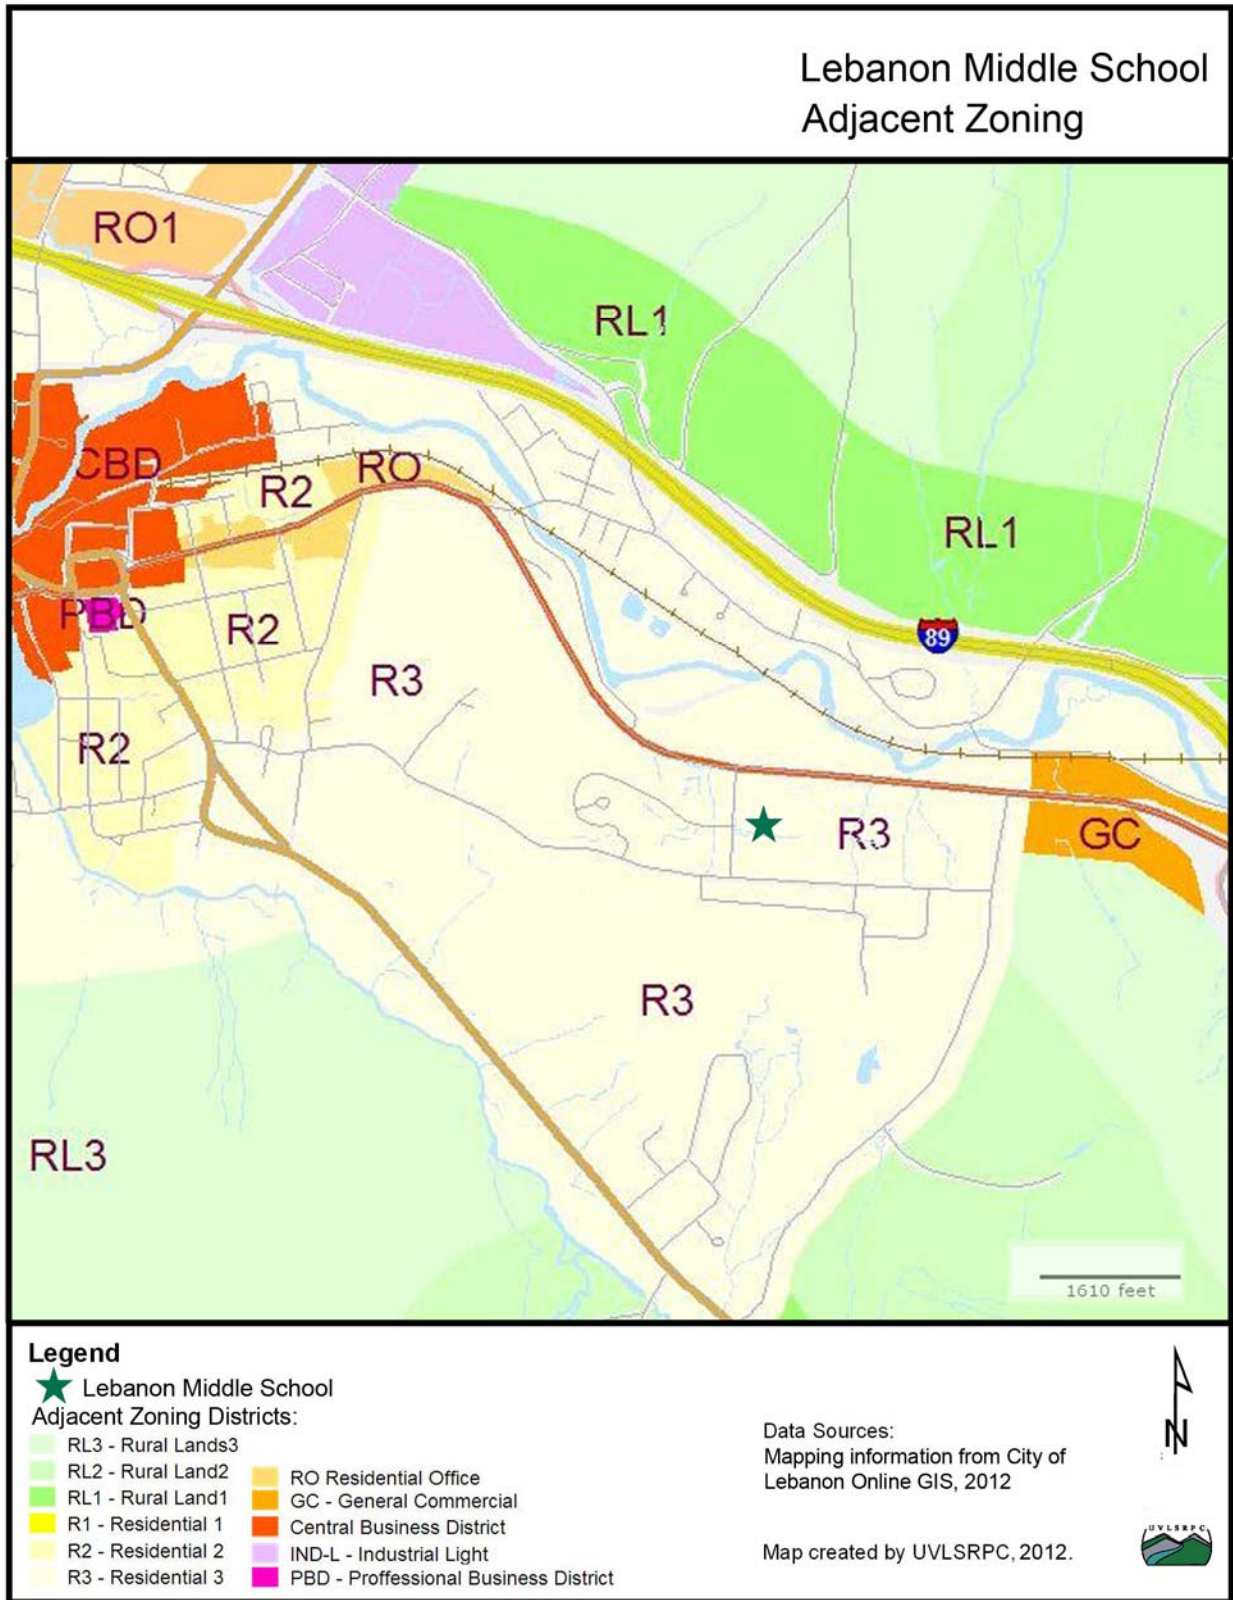 Lebanon Middle School
Adjacent Zoning
RO1
RL1
CBD
RO
R2
RL1
PBD
R2
89
R3
R2
R3
GC
R3
RL3
1610 feet
Legend
Lebanon Middle School
Adjacent Zoning Districts:
RL3 - Rural Lands3
RL2 - Rural Land2
RL1 - Rural Land1
R1 - Residential 1
R2 - Residential 2
R3 - Residential 3
RO Residential Office
GC - General Commercial
Central Business District
IND-L - Industrial Light
PBD - Proffessional Business District
Data Sources:
Mapping information from City of
Lebanon Online GIS, 2012
Map created by UVLSRPC, 2012.
N
UVLSRPC